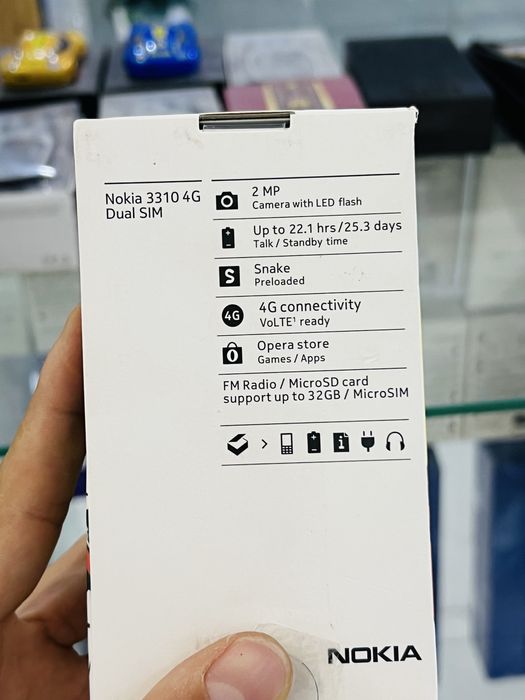 Nokia 3310 4G
Dual SIM
2 MP
Camera with LED flash
Up to 22.1 hrs/25.3 days
Talk / Standby time
S
Snake
Preloaded
4G
4G connectivity
VoLTE¹ ready
Opera store
Games / Apps
FM Radio / MicroSD card
support up to 32GB / MicroSIM
>
i
NOKIA